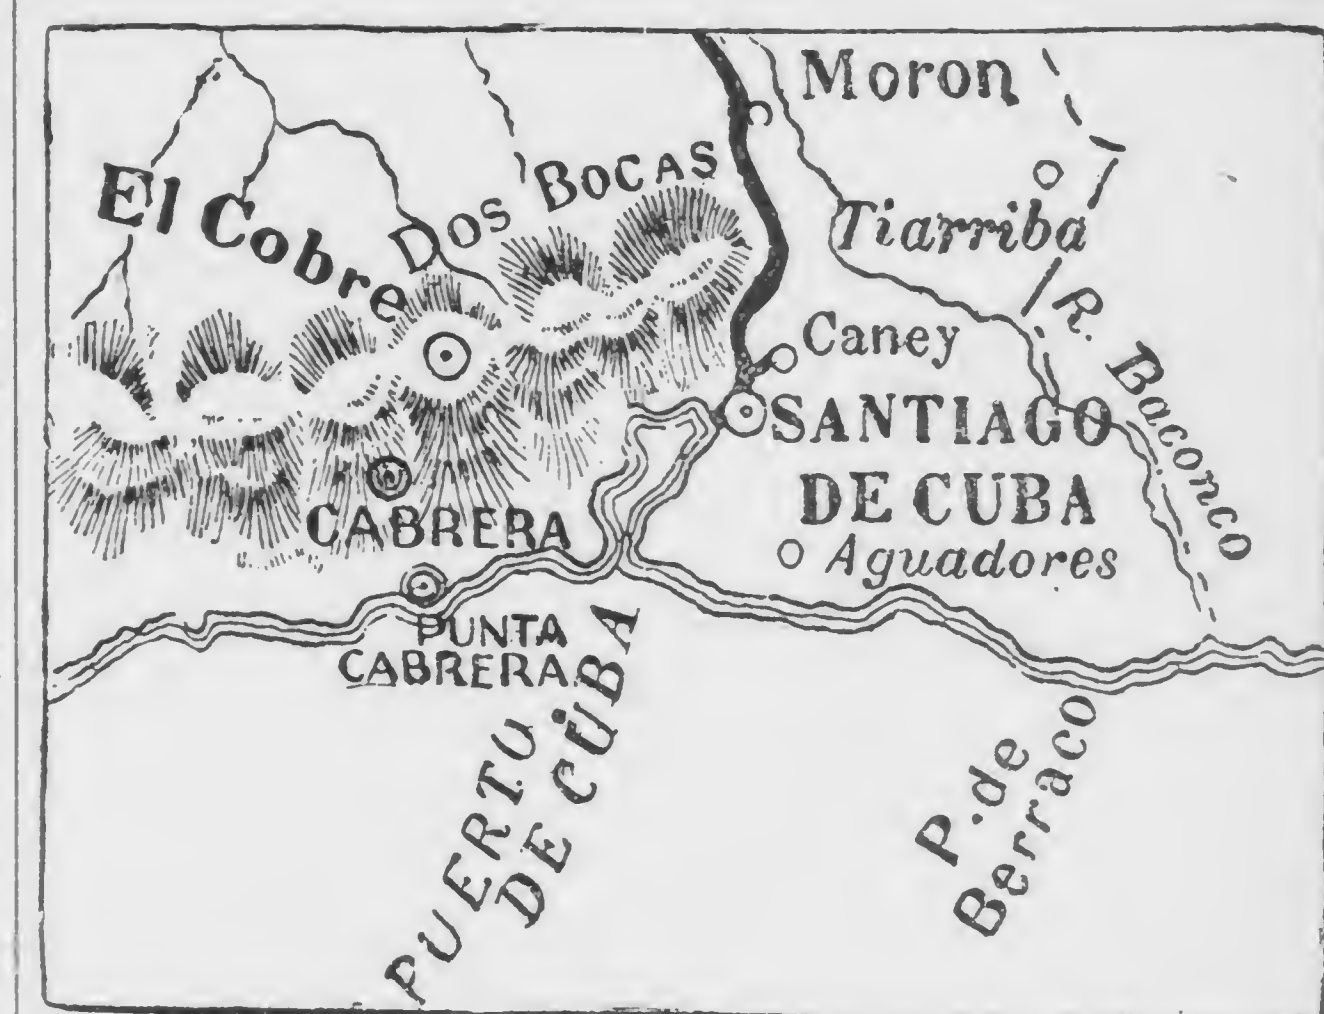 Moron
Dos Bocas
El Cobre
Tiarriba
R. Baconco
Caney
SANTIAGO
DE CUBA
CABRERA
Aguadores
PUNTA
CABRERA.
PUERTO
DE CUBA
P. de
Berraco